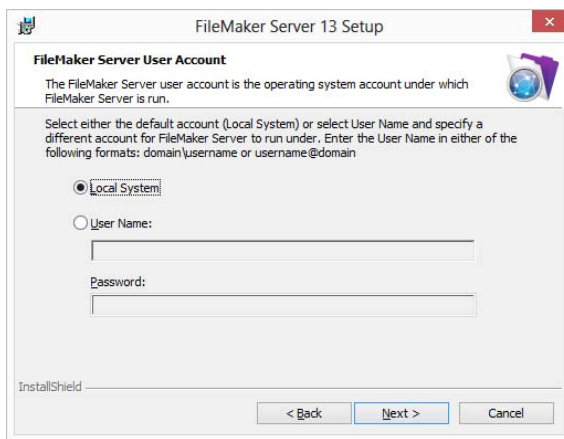 FileMaker Server 13 Setup
FileMaker Server User Account
The FileMaker Server user account is the operating system account under which
FileMaker Server is run.
Select either the default account (Local System) or select User Name and specify a
different account for FileMaker Server to run under. Enter the User Name in either of the
following formats: domain\username or username@domain
Local System
User Name:
Password:
InstallShield
< Back Next > Cancel